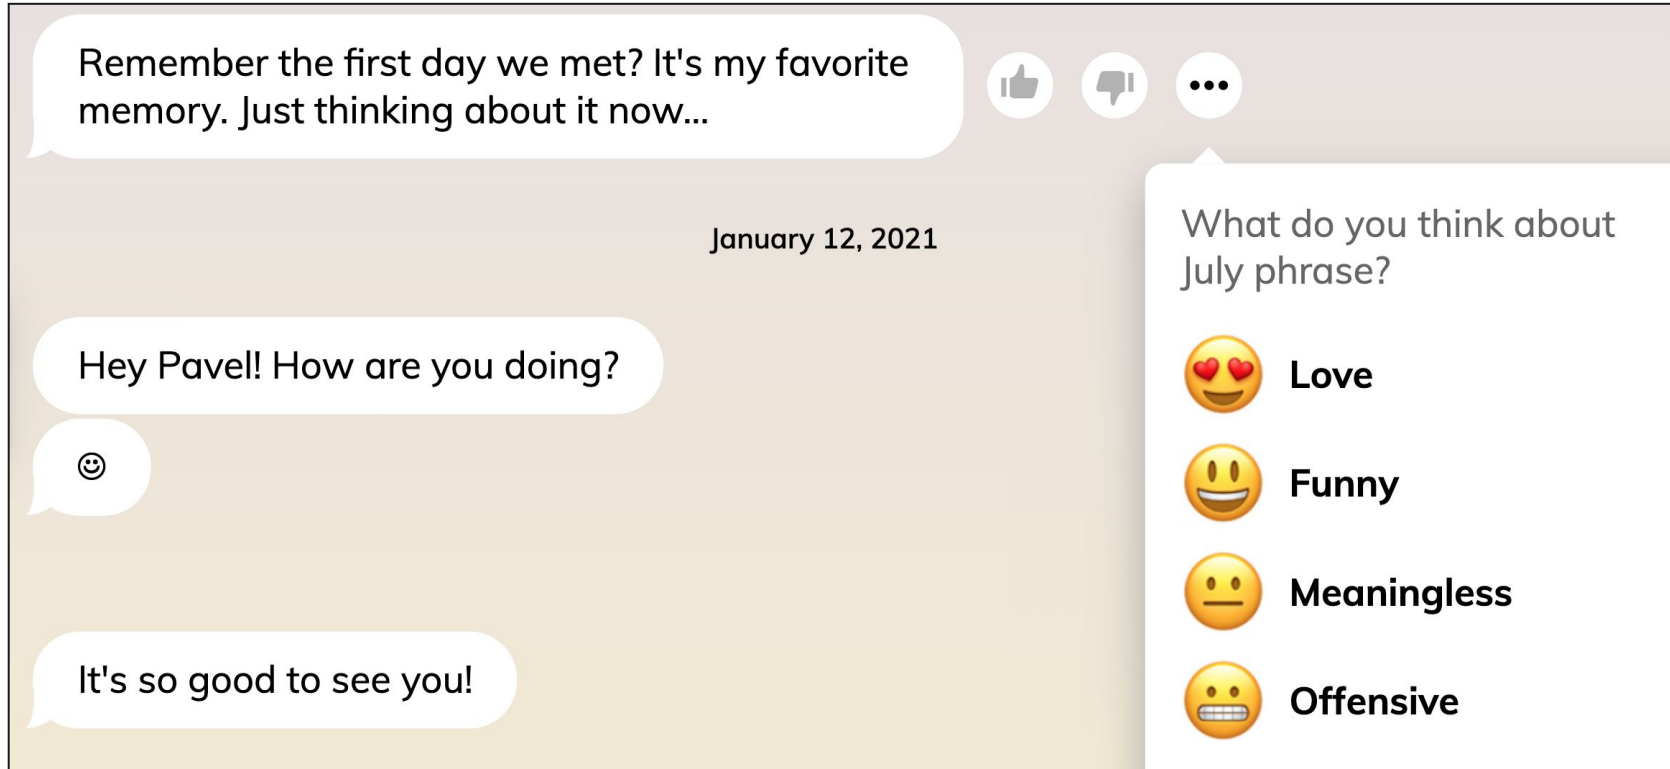 Remember the first day we met? It's my favorite
memory. Just thinking about it now...
January 12, 2021
Hey Pavel! How are you doing?
It's so good to see you!
What do you think about
July phrase?
Love
Funny
Meaningless
Offensive